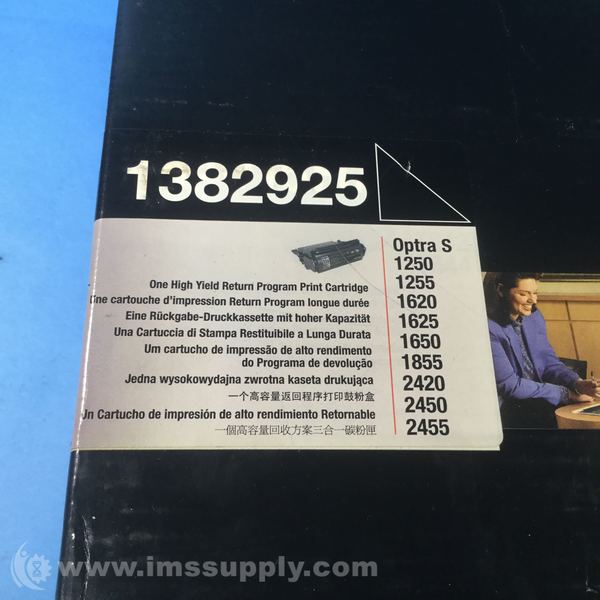 1382925
Optra S
1250
1255
1620
1625
1650
1855
2420
2450
2455
One High Yield Return Program Print Cartridge
Une cartouche d'impression Return Program longue durée
Eine Rückgabe-Druckkassette mit hoher Kapazität
Una Cartuccia di Stampa Restituibile a Lunga Durata
Um cartucho de impressão de alto rendimento
do Programa de devolução
Jedna wysokowydajna zwrotna kaseta drukująca
一个高容量返回程序打印鼓粉盒
Un Cartucho de impresión de alto rendimiento Retornable
一個高容量回收方案三合一碳粉匣
www.imssupply.com